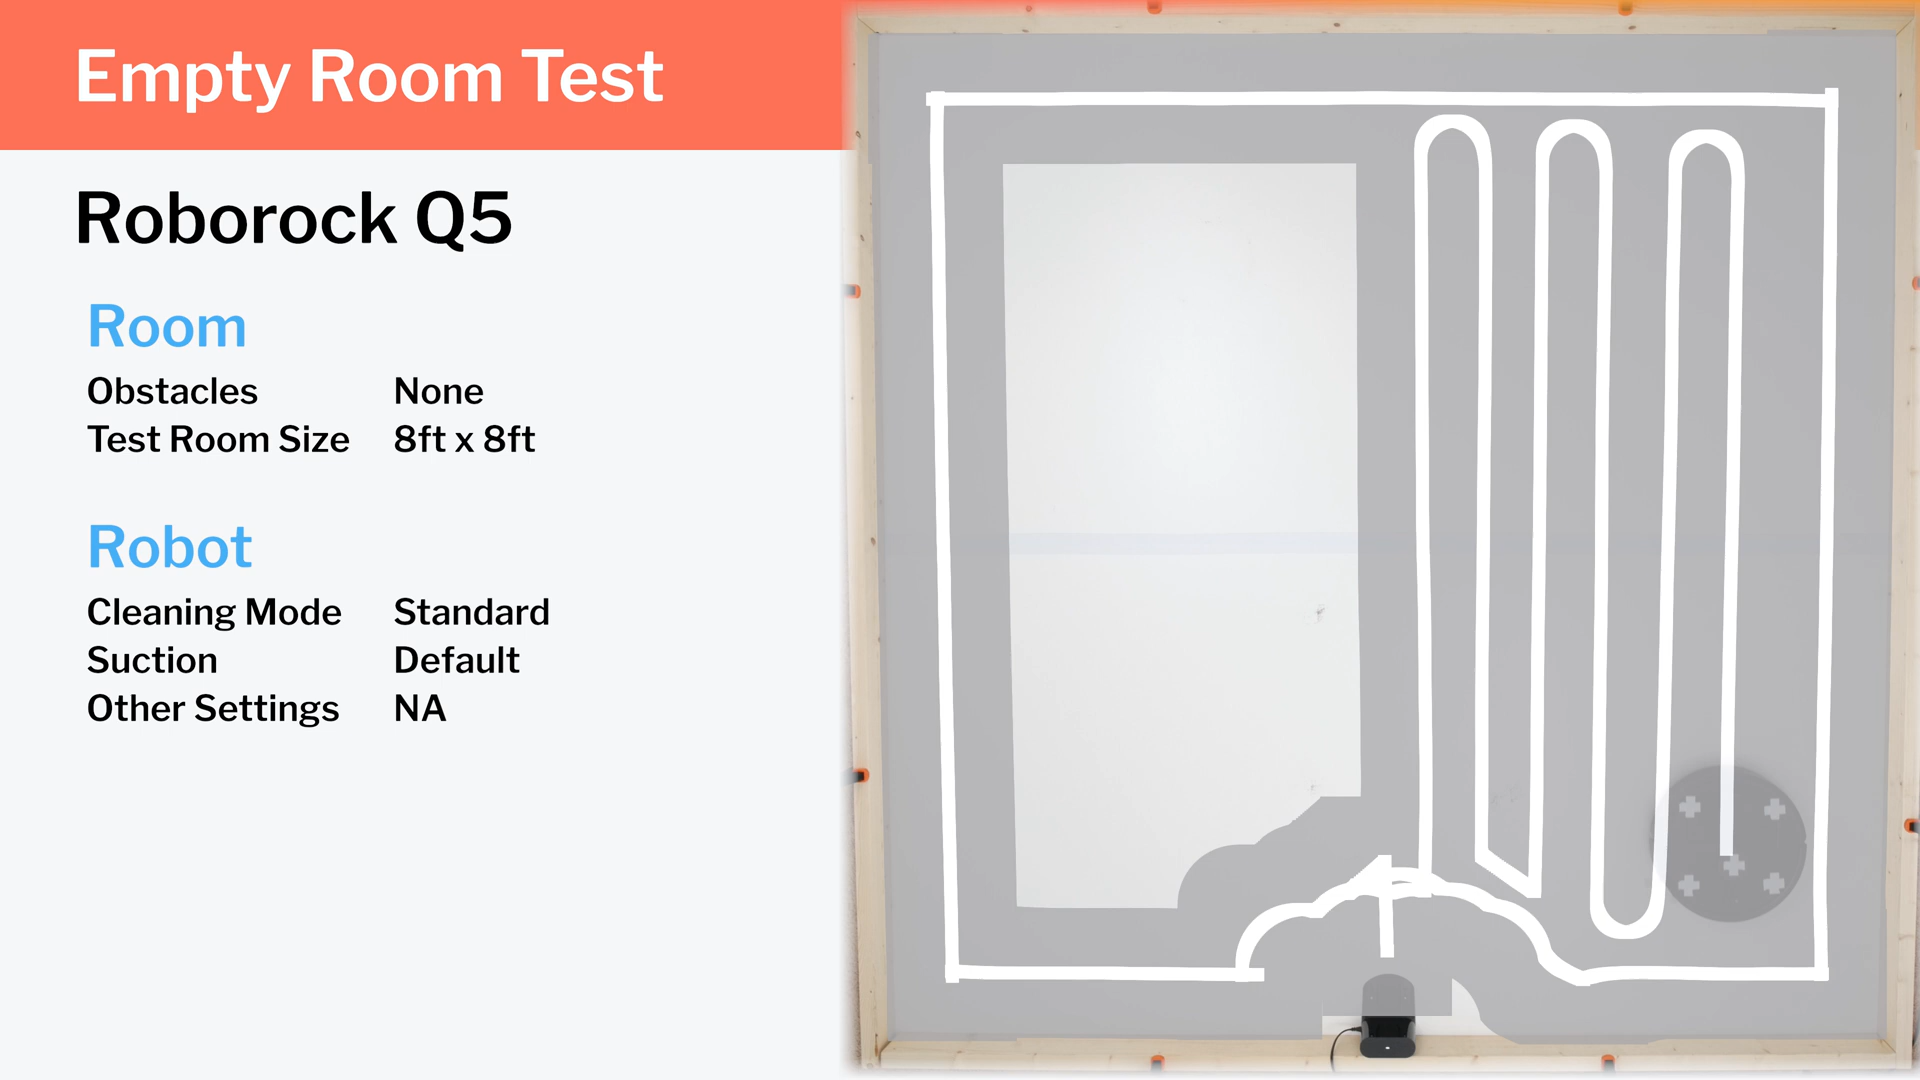 Empty Room Test
Roborock Q5
Room
Obstacles None
Test Room Size 8ft x 8ft
Robot
Cleaning Mode Standard
Suction Default
Other Settings NA